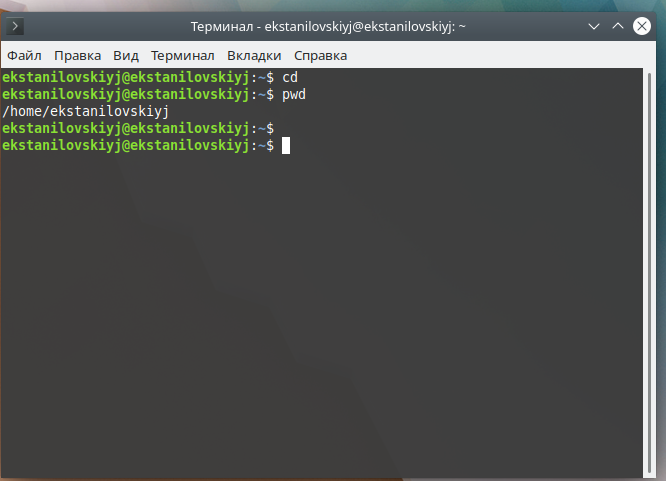 Терминал - ekstanilovskiyj@ekstanilovskiyj: ~
Файл Правка Вид Терминал Вкладки Справка
ekstanilovskiyj@ekstanilovskiyj:~$ cd
ekstanilovskiyj@ekstanilovskiyj:~$ pwd
/home/ekstanilovskiyj
ekstanilovskiyj@ekstanilovskiyj:~$
ekstanilovskiyj@ekstanilovskiyj:~$